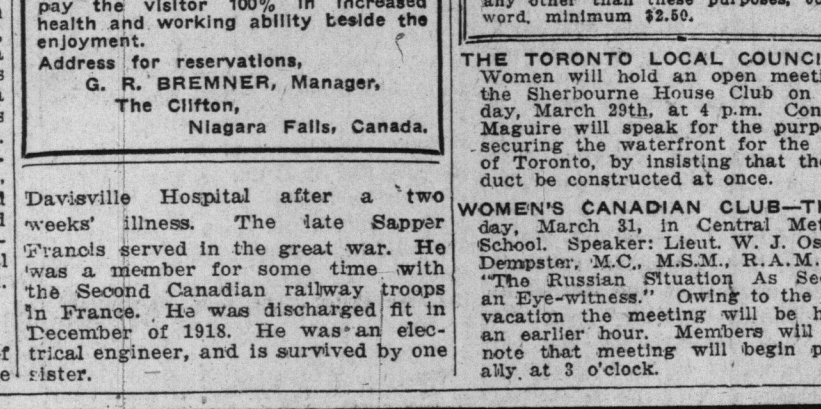 pay the visitor 100% in increased
health and working ability beside the
enjoyment.
Address for reservations,
G. R. BREMNER, Manager,
The Clifton,
Niagara Falls, Canada.
Davisville Hospital after a two
weeks' illness. The late Sapper
Francis served in the great war. He
was a member for some time with
the Second Canadian railway troops
in France. He was discharged fit in
December of 1918. He was an elec-
trical engineer, and is survived by one
sister.
any other than these purposes,
word, minimum $2.50.
THE TORONTO LOCAL COUNCI
Women will hold an open meeti
the Sherbourne House Club on
day, March 29th, at 4 p.m. Con
Maguire will speak for the purp
securing the waterfront for the
of Toronto, by insisting that the
duct be constructed at once.
WOMEN'S CANADIAN CLUB—T
day, March 31, in Central Met
School. Speaker: Lieut. W. J. Os
Dempster, M.C., M.S.M., R.A.M.
"The Russian Situation As Se
an Eye-witness." Owing to the
vacation the meeting will be h
an earlier hour. Members will
note that meeting will begin p
ally at 3 o'clock.